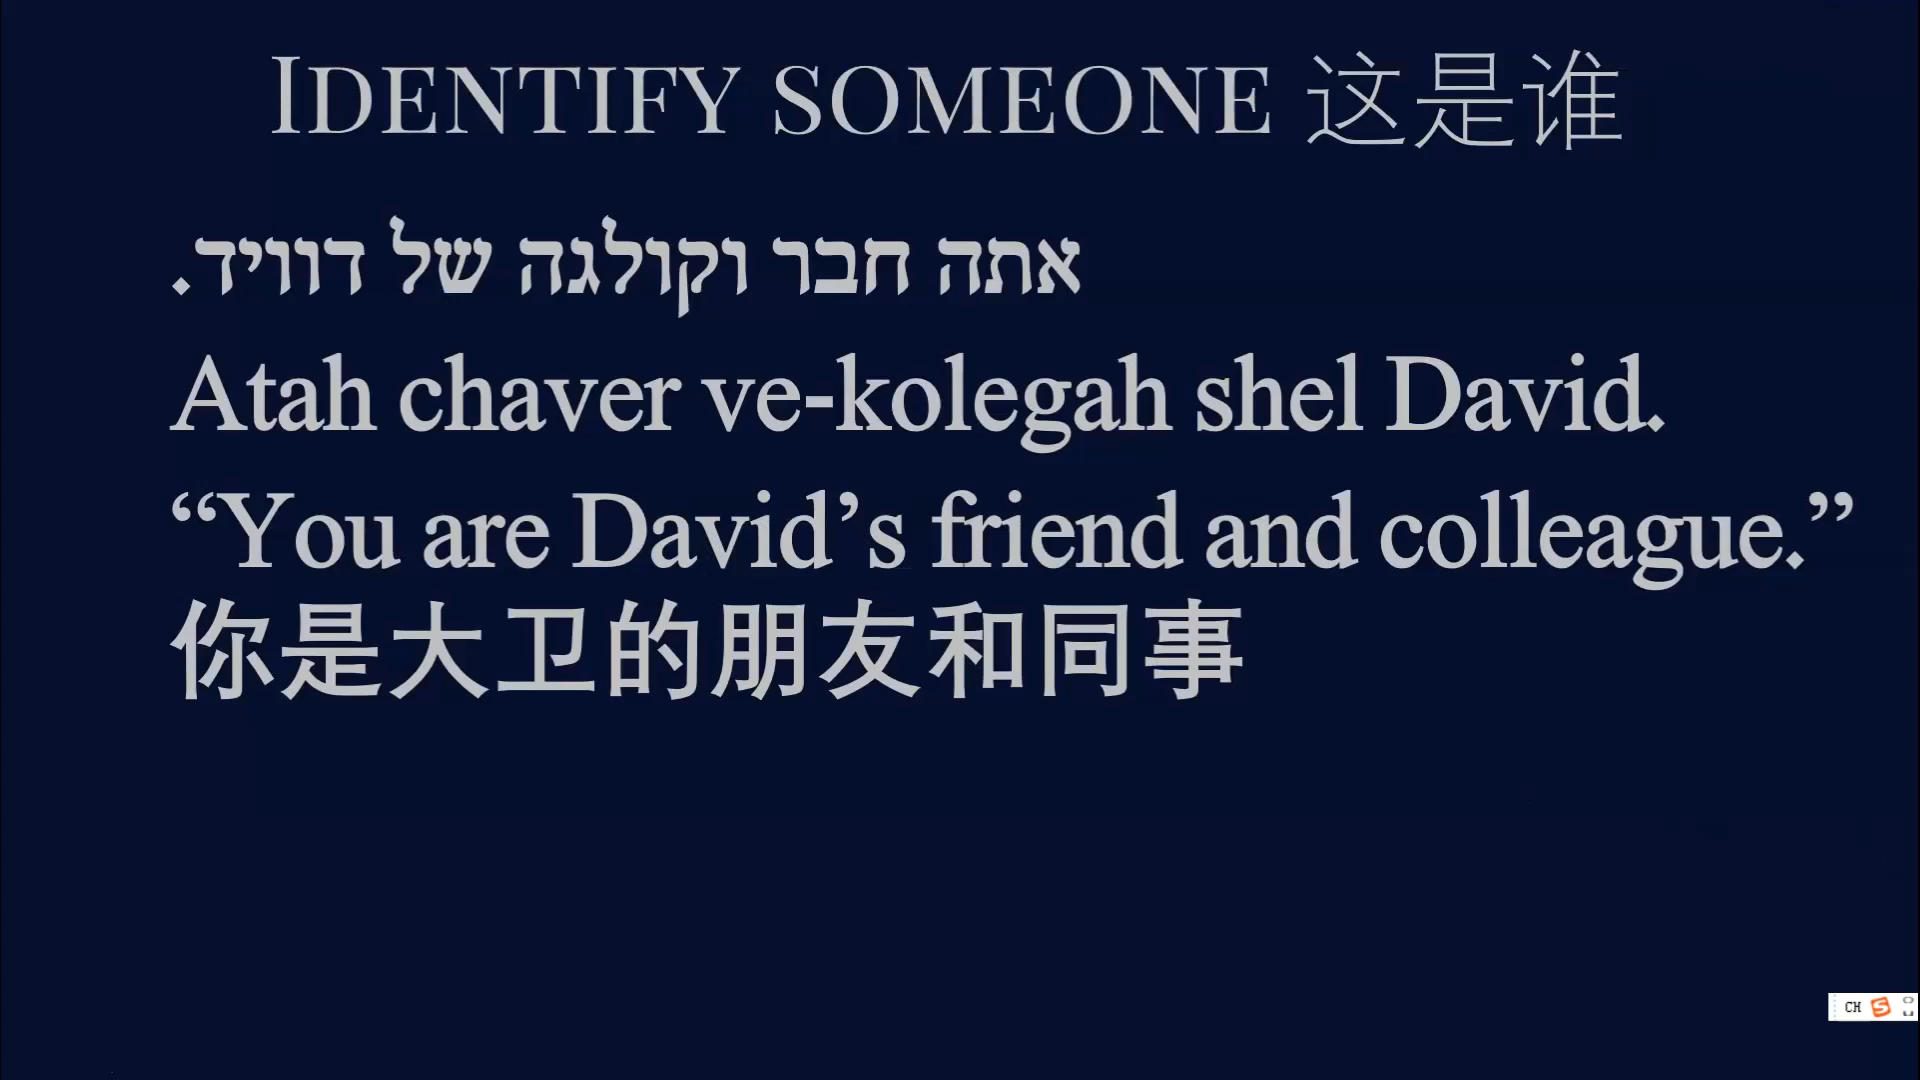 IDENTIFY SOMEONE 这是谁
אתה חבר וקולגה של דוויד.
Atah chaver ve-kolegah shel David.
“You are David’s friend and colleague.”
你是大卫的朋友和同事
CH